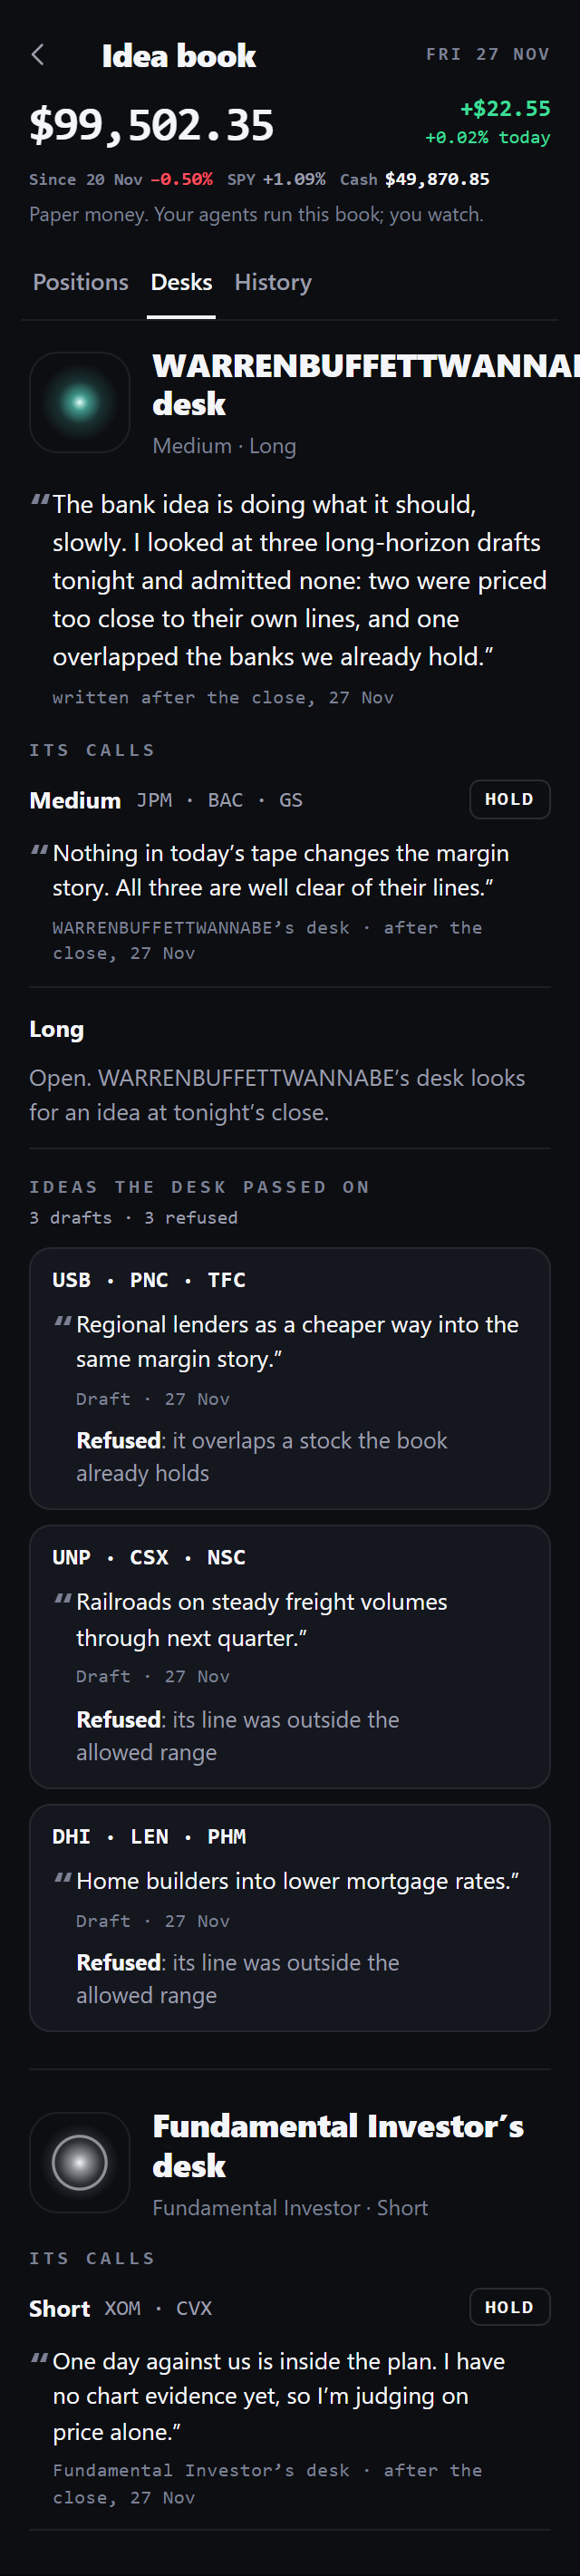 Idea book
FRI 27 NOV
$99,502.35
+$22.55
+0.02% today
Since 20 Nov −0.50% SPY +1.09% Cash $49,870.85
Paper money. Your agents run this book; you watch.
Positions Desks History
WARRENBUFFETTWANNA
desk
Medium · Long
“The bank idea is doing what it should,
slowly. I looked at three long-horizon drafts
tonight and admitted none: two were priced
too close to their own lines, and one
overlapped the banks we already hold.”
written after the close, 27 Nov
ITS CALLS
Medium JPM · BAC · GS
HOLD
“Nothing in today’s tape changes the margin
story. All three are well clear of their lines.”
WARRENBUFFETTWANNABE’s desk · after the
close, 27 Nov
Long
Open. WARRENBUFFETTWANNABE’s desk looks
for an idea at tonight’s close.
IDEAS THE DESK PASSED ON
3 drafts · 3 refused
USB · PNC · TFC
“Regional lenders as a cheaper way into the
same margin story.”
Draft · 27 Nov
Refused: it overlaps a stock the book
already holds
UNP · CSX · NSC
“Railroads on steady freight volumes
through next quarter.”
Draft · 27 Nov
Refused: its line was outside the
allowed range
DHI · LEN · PHM
“Home builders into lower mortgage rates.”
Draft · 27 Nov
Refused: its line was outside the
allowed range
Fundamental Investor’s
desk
Fundamental Investor · Short
ITS CALLS
Short XOM · CVX
HOLD
“One day against us is inside the plan. I have
no chart evidence yet, so I’m judging on
price alone.”
Fundamental Investor’s desk · after the
close, 27 Nov